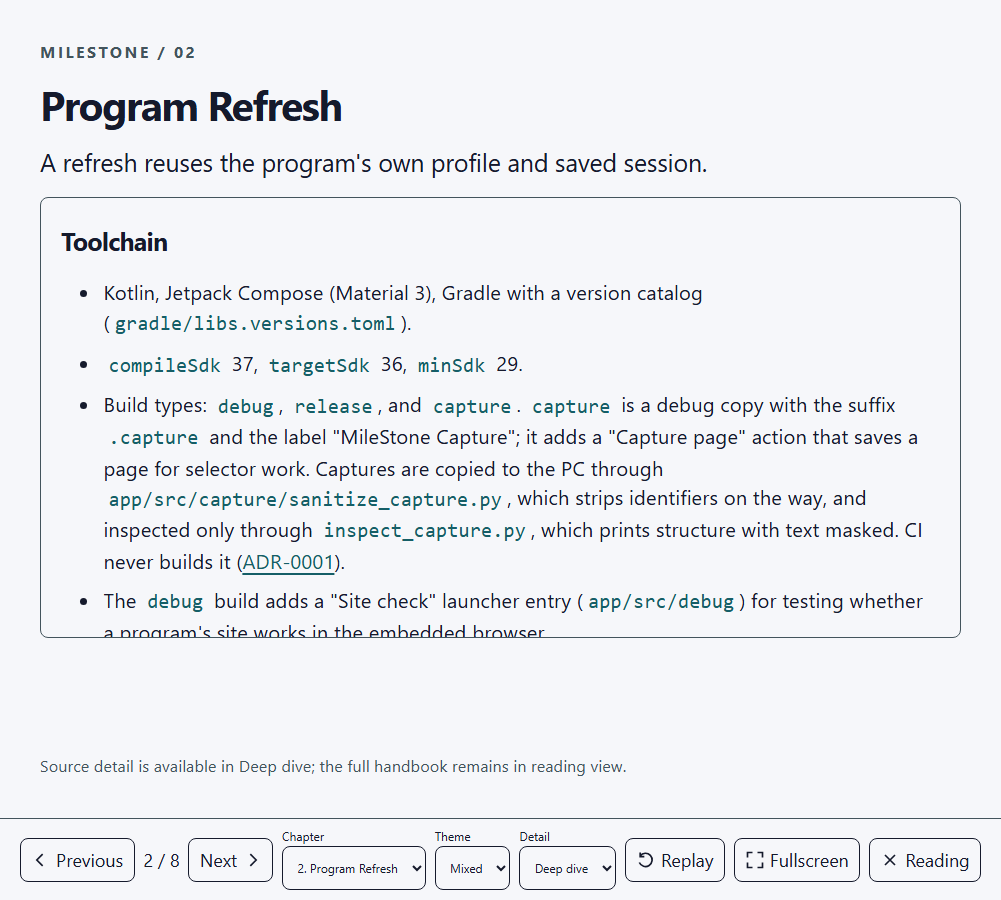 MILESTONE / 02
Program Refresh
A refresh reuses the program's own profile and saved session.
Toolchain
• Kotlin, Jetpack Compose (Material 3), Gradle with a version catalog
( gradle/libs.versions.toml ).
• compileSdk 37, targetSdk 36, minSdk 29.
• Build types: debug, release, and capture. capture is a debug copy with the suffix
.capture and the label "MileStone Capture"; it adds a "Capture page" action that saves a
page for selector work. Captures are copied to the PC through
app/src/capture/sanitize_capture.py, which strips identifiers on the way, and
inspected only through inspect_capture.py, which prints structure with text masked. CI
never builds it (ADR-0001).
• The debug build adds a "Site check" launcher entry ( app/src/debug ) for testing whether
a program's site works in the embedded browser
Source detail is available in Deep dive; the full handbook remains in reading view.
Chapter Theme Detail
Previous 2 / 8 Next 2. Program Refresh Mixed Deep dive Replay Fullscreen Reading